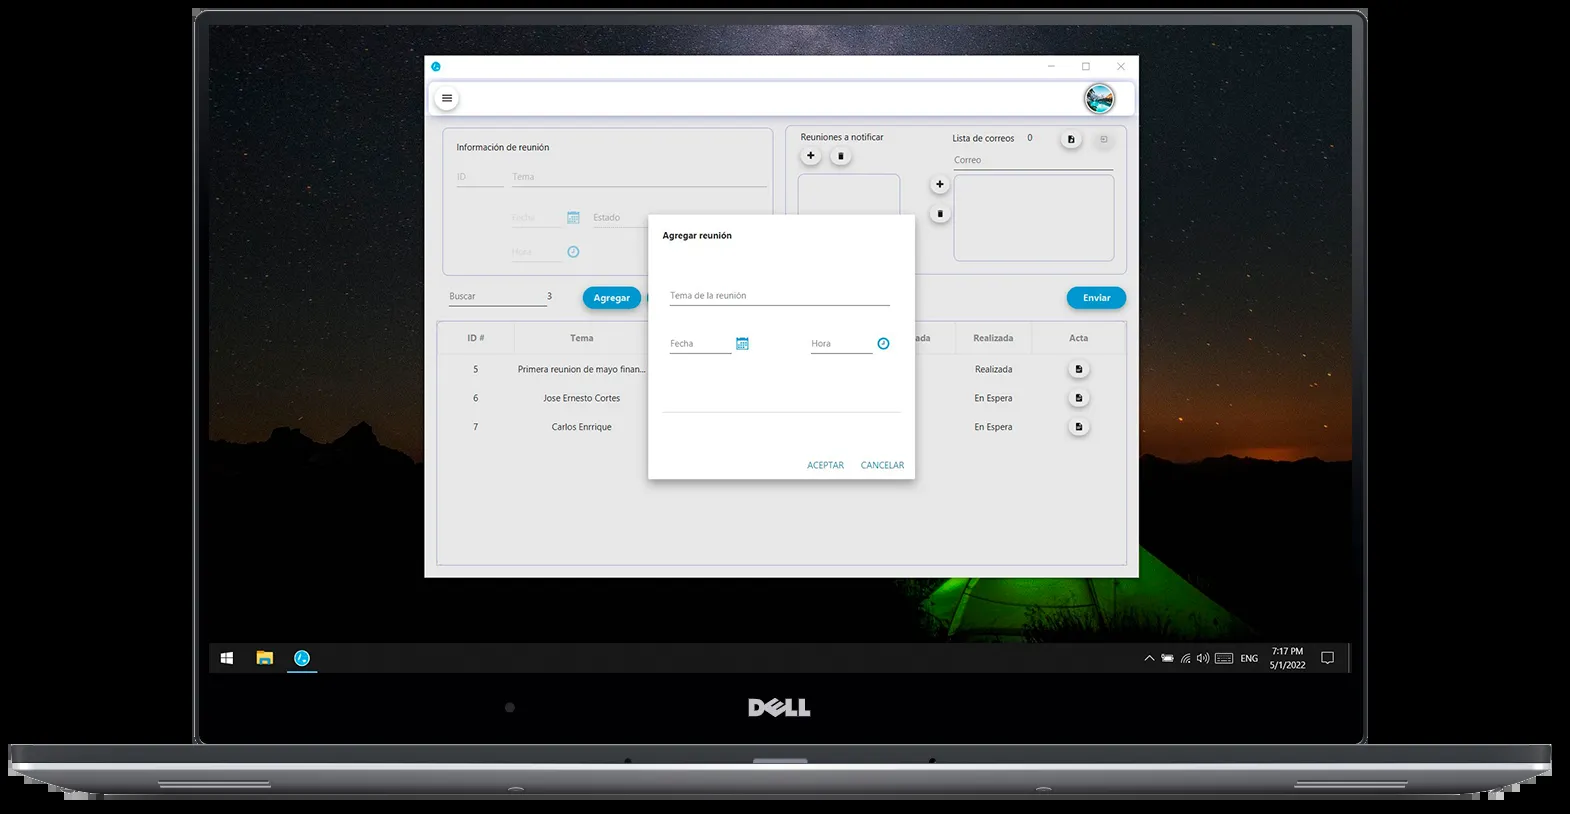 Información de reunión
ID
Tema
Fecha
Estado
Hora
Reuniones a notificar
Lista de correos 0
Correo
Agregar reunión
Tema de la reunión
Fecha
Hora
ACEPTAR CANCELAR
Buscar 3
Agregar
Enviar
ID # Tema ada Realizada Acta
5 Primera reunion de mayo finan... Realizada
6 Jose Ernesto Cortes En Espera
7 Carlos Enrrique En Espera
ENG
7:17 PM
5/1/2022
DELL